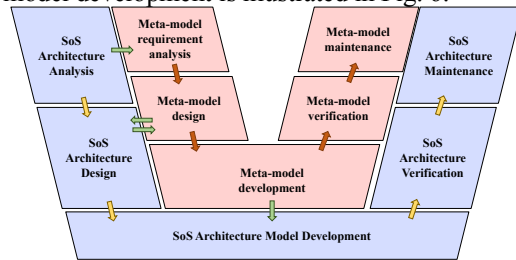 model development is illustrated in Fig. 6.
SoS
Architecture
Analysis
Meta-model
requirement
analysis
Meta-model
maintenance
SoS
Architecture
Maintenance
Meta-model
design
Meta-model
verification
SoS
Architecture
Design
SoS
Architecture
Verification
Meta-model
development
SoS Architecture Model Development